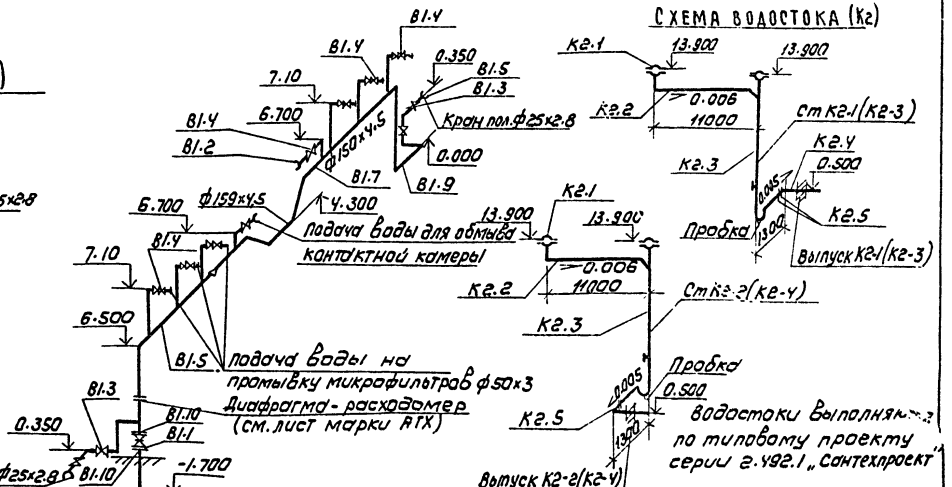 СХЕМА ВОДОСТОКА (К2)
В1.4
В1.4
0.350
В1.5
В1.3
Кран пол.ф25х2.8
0.000
В1.9
7.10
6.700
В1.4
В1.2
ф150х4.5
В1.7
4.300
ф159х4.5
6.700
Подача воды для обмыва
контактной камеры
В1.4
7.10
6.500
В1.5
Подача воды на
промывку микрофильтров ф50х3
Диафрагма-расходомер
(см. лист марки АТХ)
В1.3
0.350
В1.10
В1.1
ф25х2.8
В1.10
-1.700
К2.1
13.900
13.900
К2.2
0.006
11000
Ст К2-1(К2-3)
К2.3
К2.4
0.500
0.005
К2.5
Пробка
1300
Выпуск К2-1(К2-3)
К2.1
13.900
13.900
К2.2
0.006
11000
Ст К2-2(К2-4)
К2.3
Пробка
0.005
0.500
К2.5
1300
Выпуск К2-2(К2-4)
Водостоки
по типовому проекту
серии 2.492.1 „Сантехпроект"